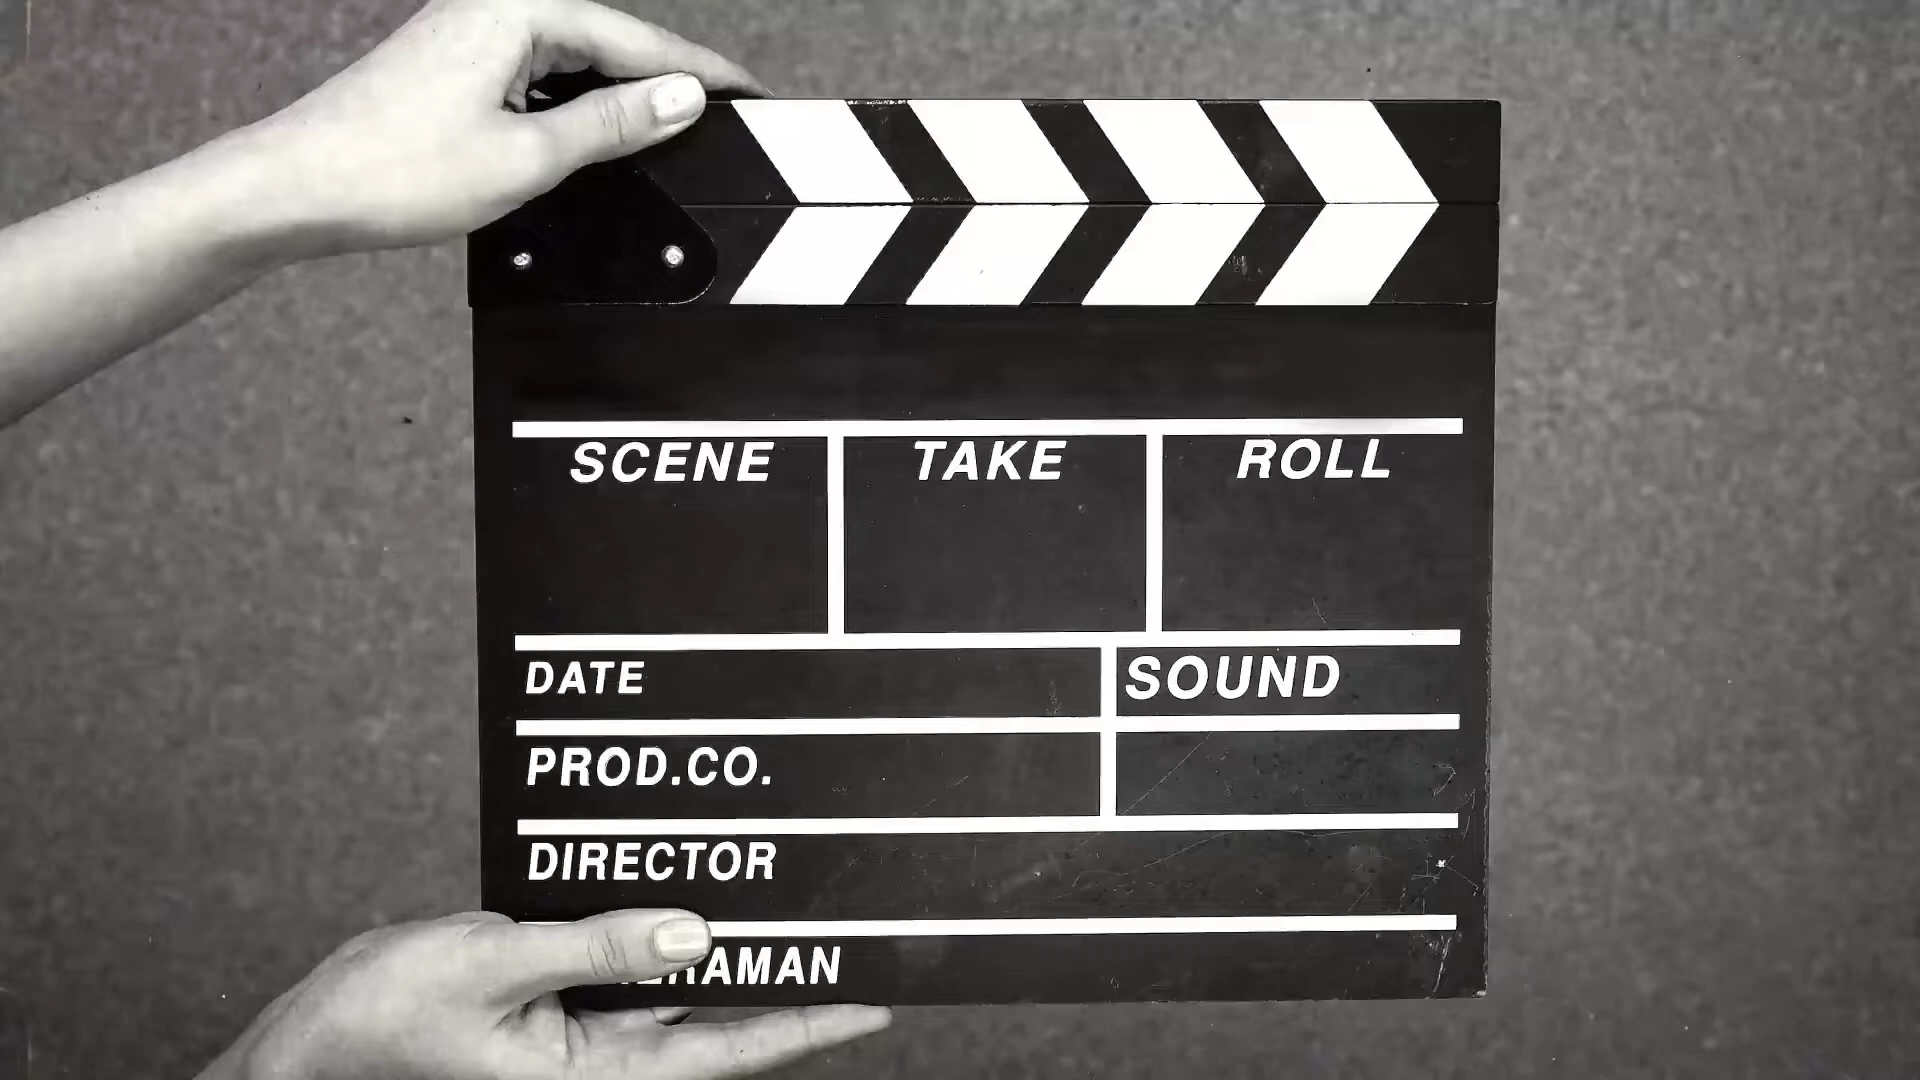 SCENE TAKE ROLL
DATE SOUND
PROD.CO.
DIRECTOR